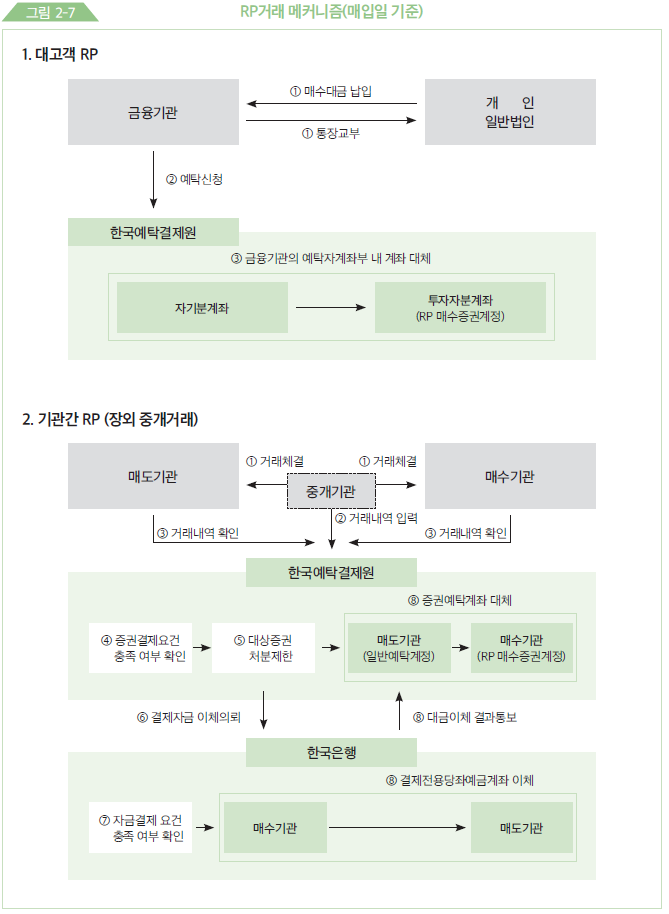 그림 2-7
RP거래 메커니즘(매입일 기준)
1. 대고객 RP
금융기관
① 매수대금 납입
① 통장교부
개 인
일반법인
② 예탁신청
한국예탁결제원
③ 금융기관의 예탁자계좌부 내 계좌 대체
자기분계좌
투자자분계좌
(RP 매수증권계정)
2. 기관간 RP (장외 중개거래)
매도기관
① 거래체결
① 거래체결
중개기관
매수기관
② 거래내역 입력
③ 거래내역 확인
③ 거래내역 확인
한국예탁결제원
⑧ 증권예탁계좌 대체
④ 증권결제요건
충족 여부 확인
⑤ 대상증권
처분제한
매도기관
(일반예탁계정)
매수기관
(RP 매수증권계정)
⑥ 결제자금 이체의뢰
⑧ 대금이체 결과통보
한국은행
⑧ 결제전용당좌예금계좌 이체
⑦ 자금결제 요건
충족 여부 확인
매수기관
매도기관